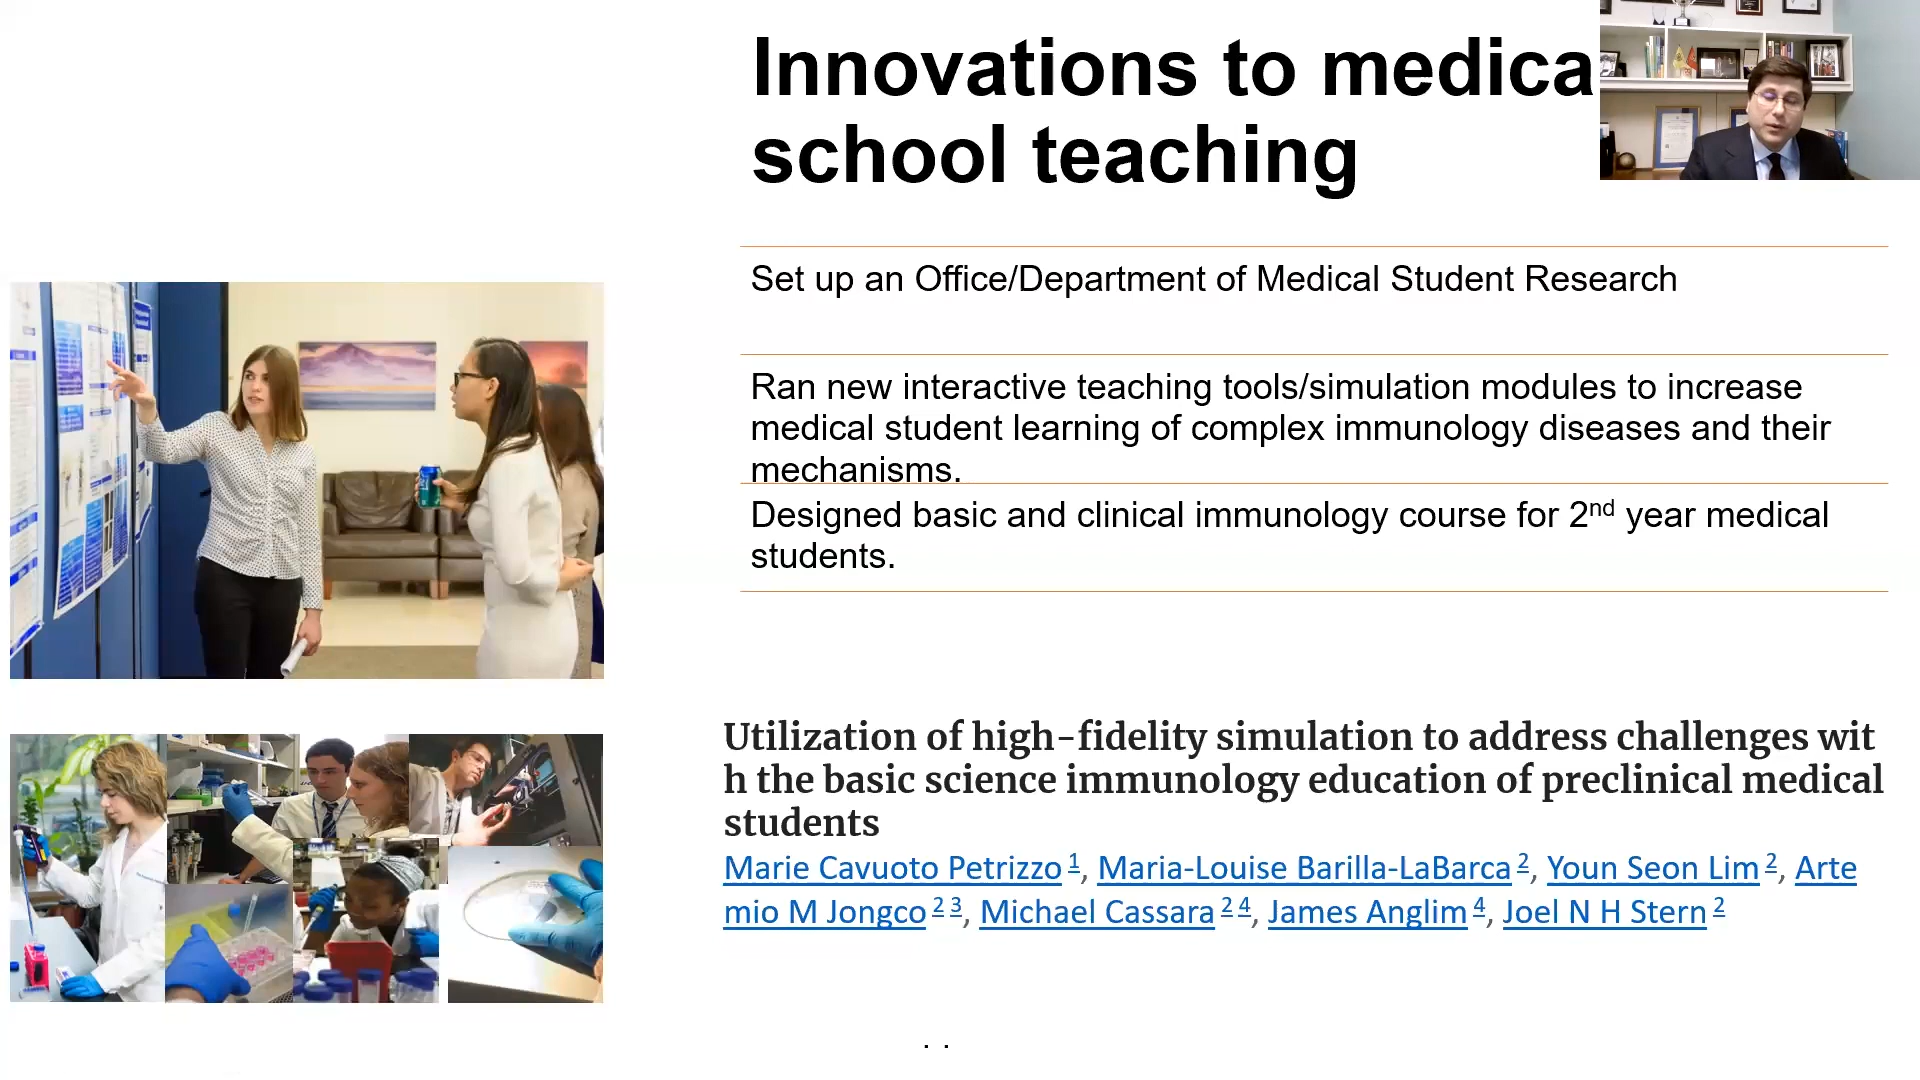 Innovations to medica
school teaching
Set up an Office/Department of Medical Student Research
Ran new interactive teaching tools/simulation modules to increase
medical student learning of complex immunology diseases and their
mechanisms.
Designed basic and clinical immunology course for 2nd year medical
students.
Utilization of high-fidelity simulation to address challenges wit
h the basic science immunology education of preclinical medical
students
Marie Cavuoto Petrizzo 1, Maria-Louise Barilla-LaBarca 2, Youn Seon Lim 2, Arte
mio M Jongco 2 3, Michael Cassara 2 4, James Anglim 4, Joel N H Stern 2
. .